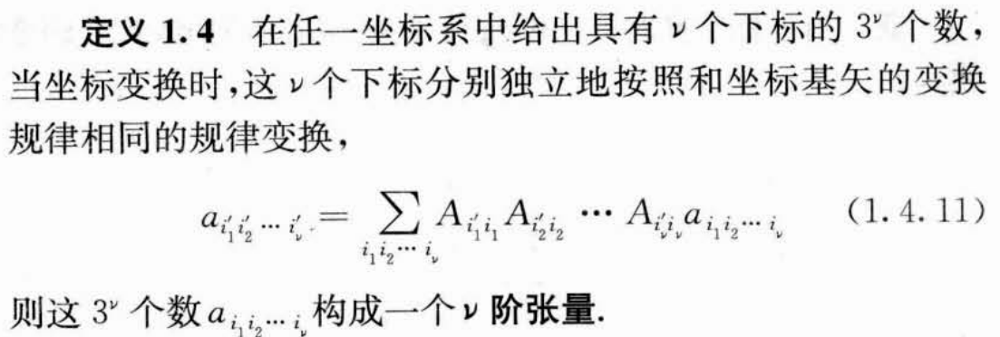 定义 1.4 在任一坐标系中给出具有 ν 个下标的 3^ν 个数,
当坐标变换时,这 ν 个下标分别独立地按照和坐标基矢的变换
规律相同的规律变换,
a_{i'_1 i'_2 ⋯ i'_ν} = ∑_{i_1 i_2 ⋯ i_ν} A_{i'_1 i_1} A_{i'_2 i_2} ⋯ A_{i'_ν i_ν} a_{i_1 i_2 ⋯ i_ν} (1.4.11)
则这 3^ν 个数 a_{i_1 i_2 ⋯ i_ν} 构成一个 ν 阶张量.